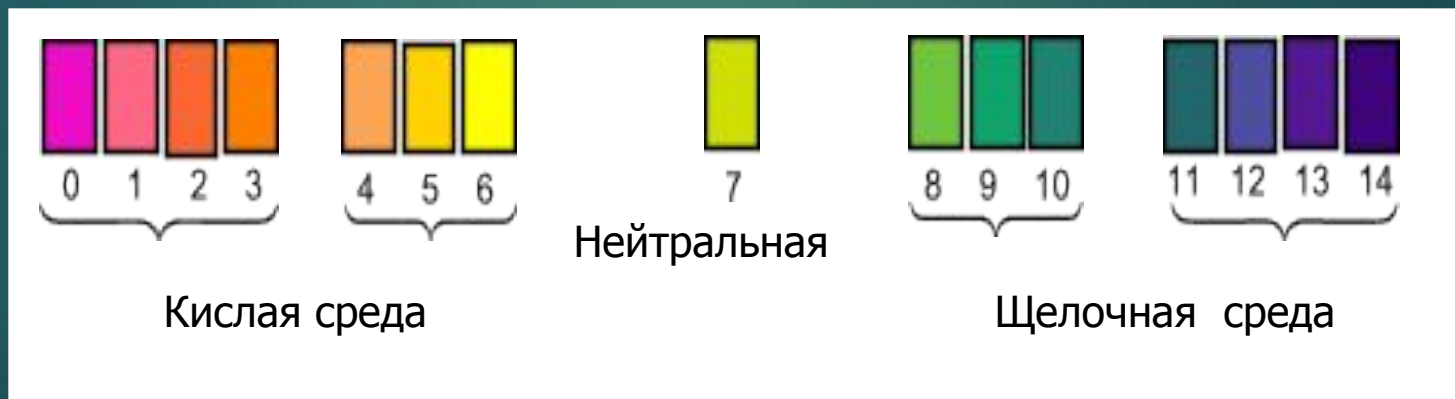 0 1 2 3 4 5 6 7 8 9 10 11 12 13 14
Нейтральная
Кислая среда Щелочная среда